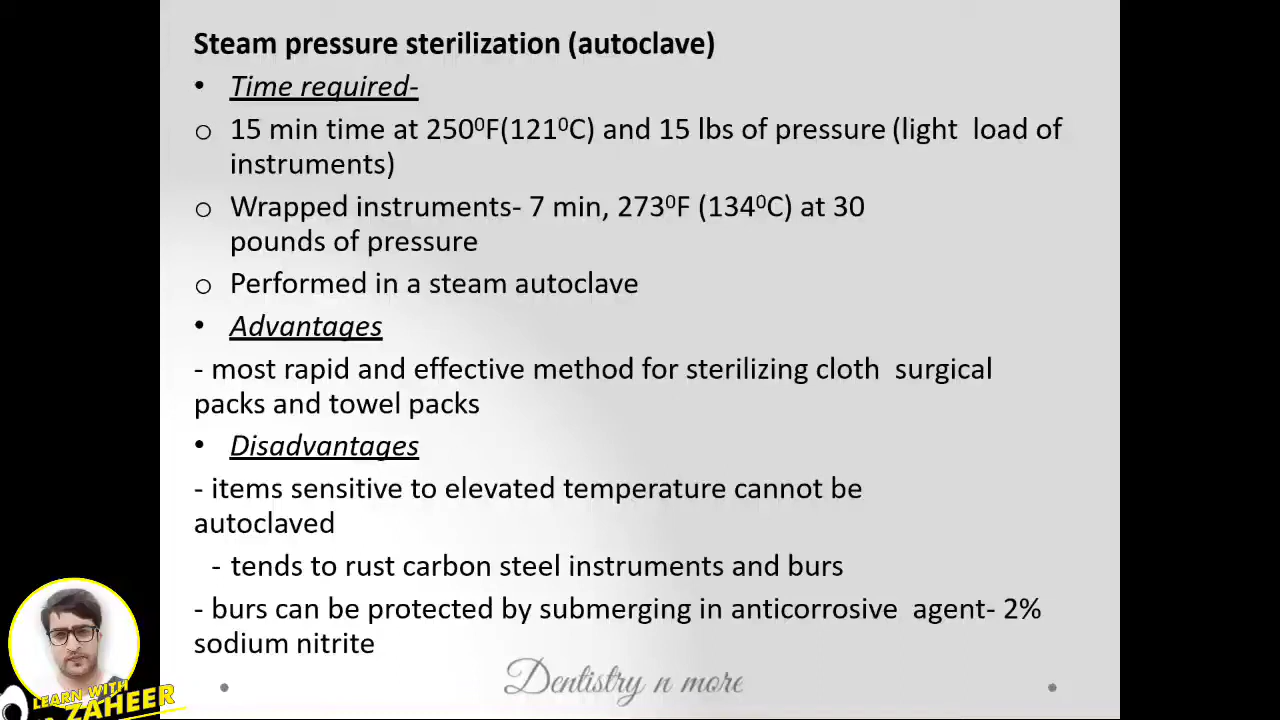 Steam pressure sterilization (autoclave)
• Time required-
o 15 min time at 250⁰F(121⁰C) and 15 lbs of pressure (light load of
instruments)
o Wrapped instruments- 7 min, 273⁰F (134⁰C) at 30
pounds of pressure
o Performed in a steam autoclave
• Advantages
- most rapid and effective method for sterilizing cloth surgical
packs and towel packs
• Disadvantages
- items sensitive to elevated temperature cannot be
autoclaved
- tends to rust carbon steel instruments and burs
- burs can be protected by submerging in anticorrosive agent- 2%
sodium nitrite
Dentistry n more
LEARN WITH
ZAHEER